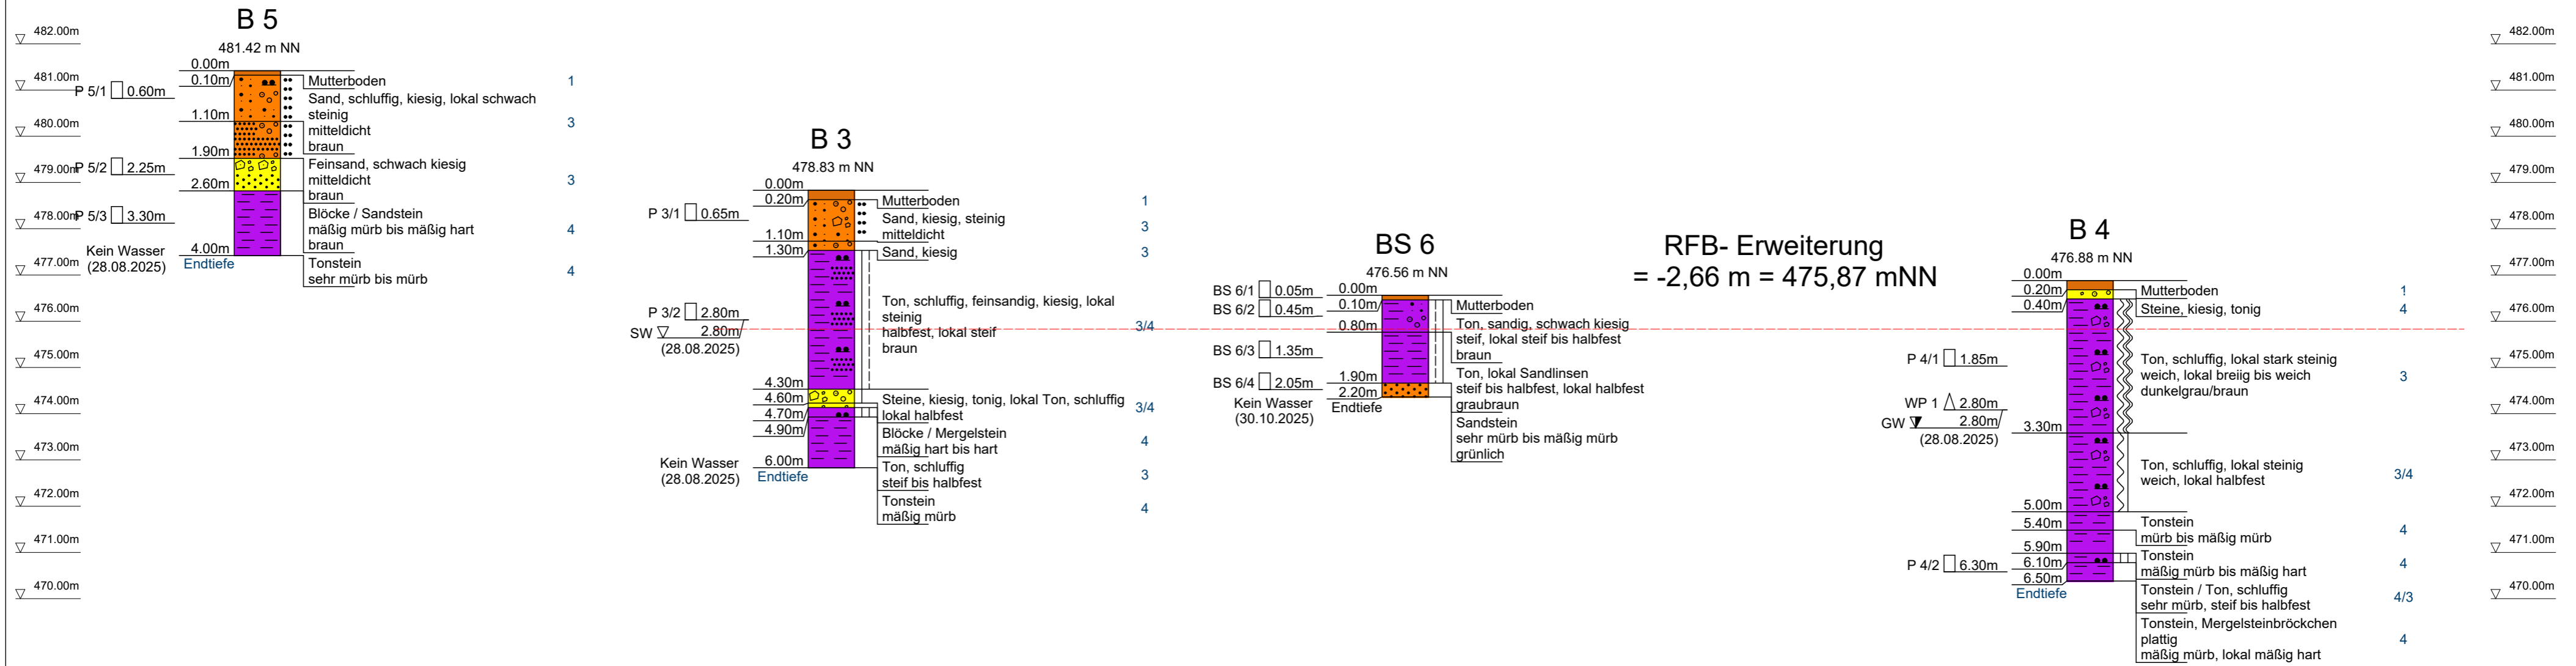 482.00m
481.00m
480.00m
479.00m
478.00m
477.00m
476.00m
475.00m
474.00m
473.00m
472.00m
471.00m
470.00m
B 5
481.42 m NN
0.00m
0.10m
1.10m
1.90m
2.60m
4.00m
Endtiefe
P 5/1 0.60m
P 5/2 2.25m
P 5/3 3.30m
Kein Wasser
(28.08.2025)
Mutterboden
1
Sand, schluffig, kiesig, lokal schwach
steinig
mitteldicht
braun
3
Feinsand, schwach kiesig
mitteldicht
braun
3
Blöcke / Sandstein
mäßig mürb bis mäßig hart
braun
4
Tonstein
sehr mürb bis mürb
4
B 3
478.83 m NN
0.00m
0.20m
1.10m
1.30m
4.30m
4.60m
4.70m
4.90m
6.00m
Endtiefe
P 3/1 0.65m
P 3/2 2.80m
SW 2.80m
(28.08.2025)
Kein Wasser
(28.08.2025)
Mutterboden
1
Sand, kiesig, steinig
mitteldicht
3
Sand, kiesig
3
Ton, schluffig, feinsandig, kiesig, lokal
steinig
halbfest, lokal steif
braun
3/4
Steine, kiesig, tonig, lokal Ton, schluffig
lokal halbfest
3/4
Blöcke / Mergelstein
mäßig hart bis hart
4
Ton, schluffig
steif bis halbfest
3
Tonstein
mäßig mürb
4
BS 6
476.56 m NN
0.00m
0.10m
0.80m
1.90m
2.20m
Endtiefe
BS 6/1 0.05m
BS 6/2 0.45m
BS 6/3 1.35m
BS 6/4 2.05m
Kein Wasser
(30.10.2025)
Mutterboden
Ton, sandig, schwach kiesig
steif, lokal steif bis halbfest
braun
Ton, lokal Sandlinsen
steif bis halbfest, lokal halbfest
graubraun
Sandstein
sehr mürb bis mäßig mürb
grünlich
RFB- Erweiterung
= -2,66 m = 475,87 mNN
B 4
476.88 m NN
0.00m
0.20m
0.40m
3.30m
5.00m
5.40m
5.90m
6.10m
6.50m
Endtiefe
P 4/1 1.85m
WP 1 2.80m
GW 2.80m
(28.08.2025)
P 4/2 6.30m
Mutterboden
1
Steine, kiesig, tonig
4
Ton, schluffig, lokal stark steinig
weich, lokal breiig bis weich
dunkelgrau/braun
3
Ton, schluffig, lokal steinig
weich, lokal halbfest
3/4
Tonstein
mürb bis mäßig mürb
4
Tonstein
mäßig mürb bis mäßig hart
4
Tonstein / Ton, schluffig
sehr mürb, steif bis halbfest
4/3
Tonstein, Mergelsteinbröckchen
plattig
mäßig mürb, lokal mäßig hart
4
482.00m
481.00m
480.00m
479.00m
478.00m
477.00m
476.00m
475.00m
474.00m
473.00m
472.00m
471.00m
470.00m